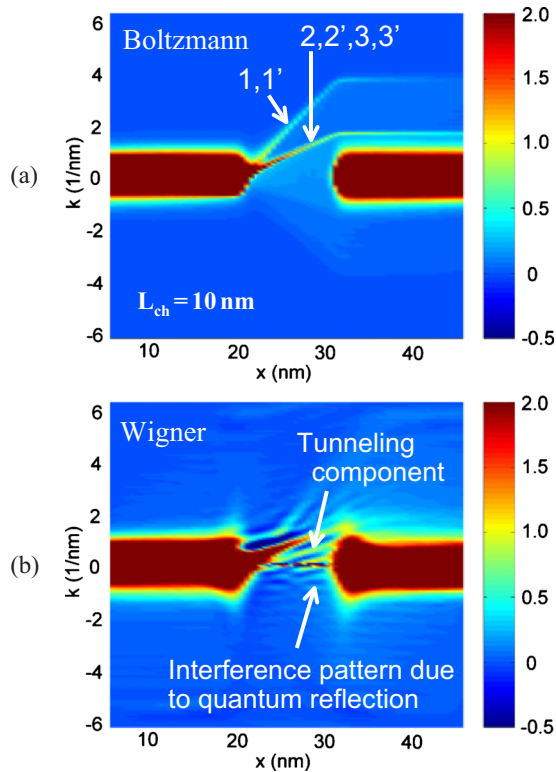 Boltzmann
2,2',3,3'
1,1'
L_ch = 10 nm
(a)
k (1/nm)
6
4
2
0
-2
-4
-6
10
20
30
40
x (nm)
2.0
1.5
1.0
0.5
0
-0.5
Wigner
Tunneling
component
Interference pattern due
to quantum reflection
(b)
k (1/nm)
6
4
2
0
-2
-4
-6
10
20
30
40
x (nm)
2.0
1.5
1.0
0.5
0
-0.5